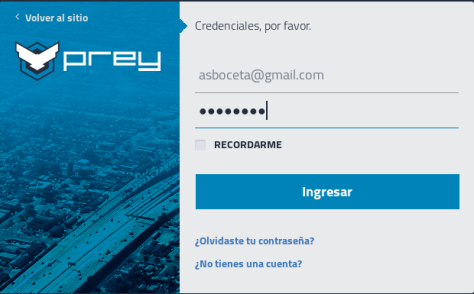 Volver al sitio
prey
Credenciales, por favor.
asboceta@gmail.com
••••••••
RECORDARME
Ingresar
¿Olvidaste tu contraseña?
¿No tienes una cuenta?